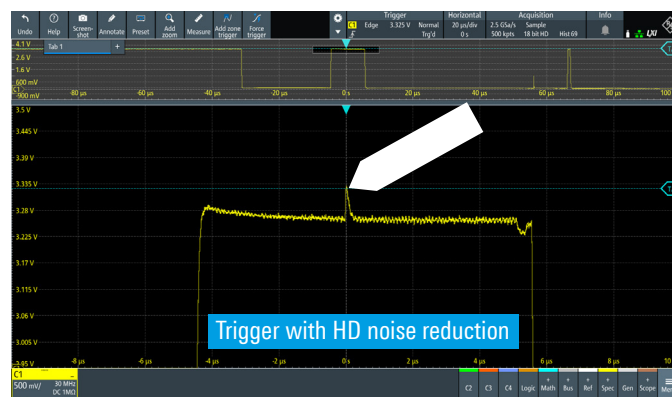 Undo Help Screen-shot Annotate Preset Add zoom Measure Add zone trigger Force trigger
Trigger Horizontal Acquisition Info
C1 Edge 3.325 V Normal 20 µs/div 2.5 GSa/s Sample
Trig'd 0 s 500 kpts 18 bit HD Hist 69
LXI
4.1 V Tab 1 +
2.6 V
1.6 V
600 mV
C1
-900 mV -80 µs -60 µs -40 µs -20 µs 0 s 20 µs 40 µs 60 µs 80 µs 100
3.5 V
3.445 V
3.39 V
3.335 V
3.28 V
3.225 V
3.17 V
3.115 V
3.06 V
3.005 V
Trigger with HD noise reduction
2.95 V -8 µs -6 µs -4 µs -2 µs 0 s 2 µs 4 µs 6 µs 8 µs 10
C1
500 mV/ 30 MHz
DC 1MΩ
C2 C3 C4 Logic Math Bus Ref Spec Gen Scope